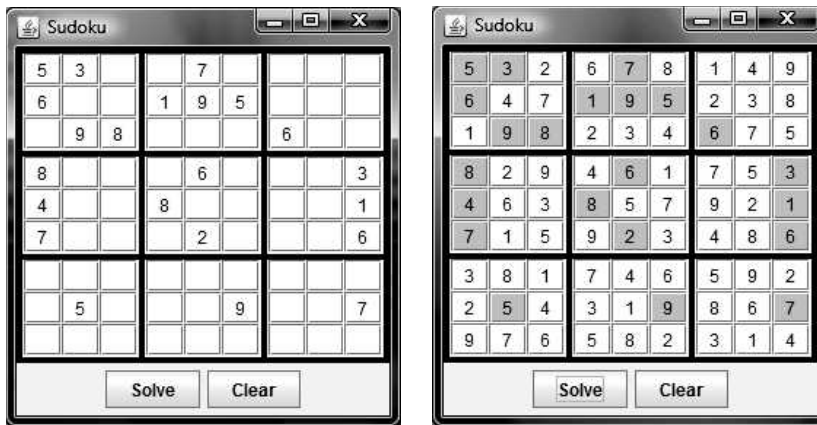 Sudoku
5 3 7
6 1 9 5
9 8 6
8 6 3
4 8 1
7 2 6
5 9 7
Solve Clear
Sudoku
5 3 2 6 7 8 1 4 9
6 4 7 1 9 5 2 3 8
1 9 8 2 3 4 6 7 5
8 2 9 4 6 1 7 5 3
4 6 3 8 5 7 9 2 1
7 1 5 9 2 3 4 8 6
3 8 1 7 4 6 5 9 2
2 5 4 3 1 9 8 6 7
9 7 6 5 8 2 3 1 4
Solve Clear